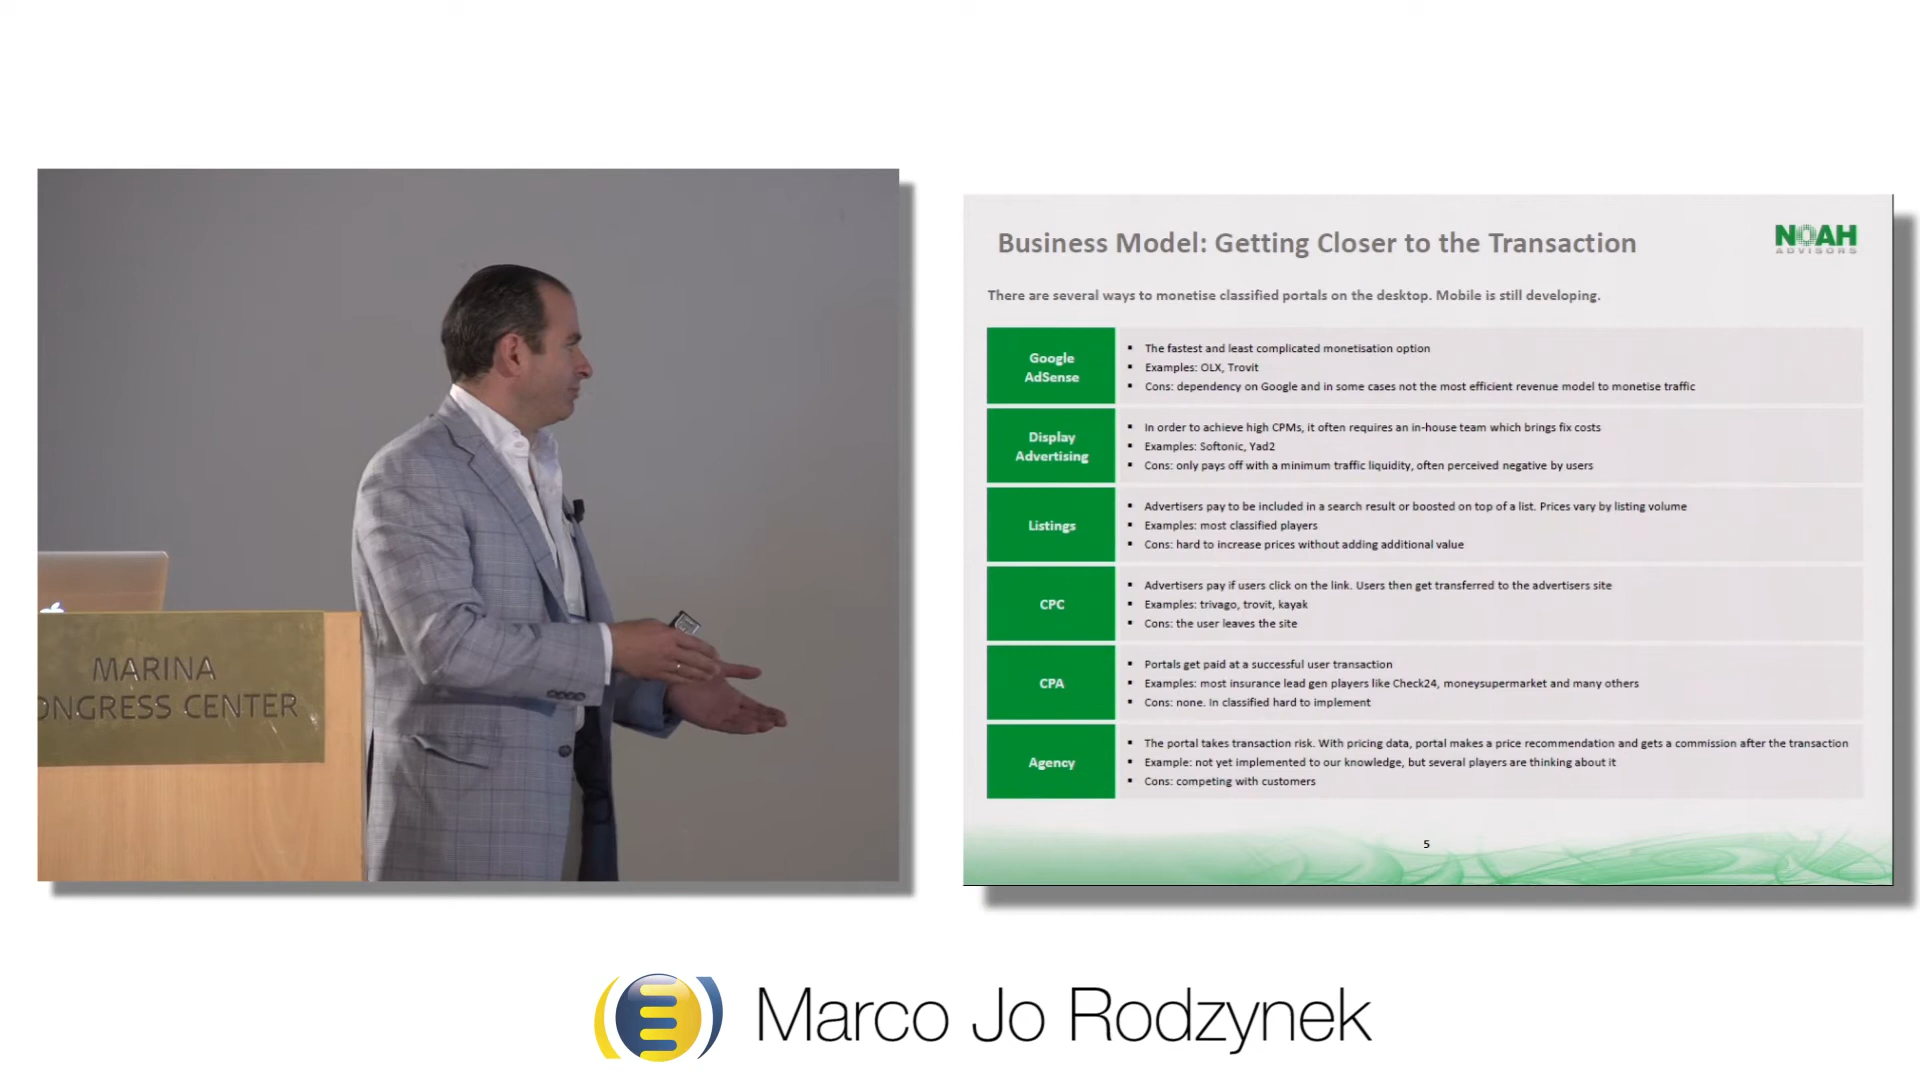 MARINA
ONGRESS CENTER
Business Model: Getting Closer to the Transaction
NOAH
ADVISORS
There are several ways to monetise classified portals on the desktop. Mobile is still developing.
Google
AdSense
▪ The fastest and least complicated monetisation option
▪ Examples: OLX, Trovit
▪ Cons: dependency on Google and in some cases not the most efficient revenue model to monetise traffic
Display
Advertising
▪ In order to achieve high CPMs, it often requires an in-house team which brings fix costs
▪ Examples: Softonic, Yad2
▪ Cons: only pays off with a minimum traffic liquidity, often perceived negative by users
Listings
▪ Advertisers pay to be included in a search result or boosted on top of a list. Prices vary by listing volume
▪ Examples: most classified players
▪ Cons: hard to increase prices without adding additional value
CPC
▪ Advertisers pay if users click on the link. Users then get transferred to the advertisers site
▪ Examples: trivago, trovit, kayak
▪ Cons: the user leaves the site
CPA
▪ Portals get paid at a successful user transaction
▪ Examples: most insurance lead gen players like Check24, moneysupermarket and many others
▪ Cons: none. In classified hard to implement
Agency
▪ The portal takes transaction risk. With pricing data, portal makes a price recommendation and gets a commission after the transaction
▪ Example: not yet implemented to our knowledge, but several players are thinking about it
▪ Cons: competing with customers
5
Marco Jo Rodzynek